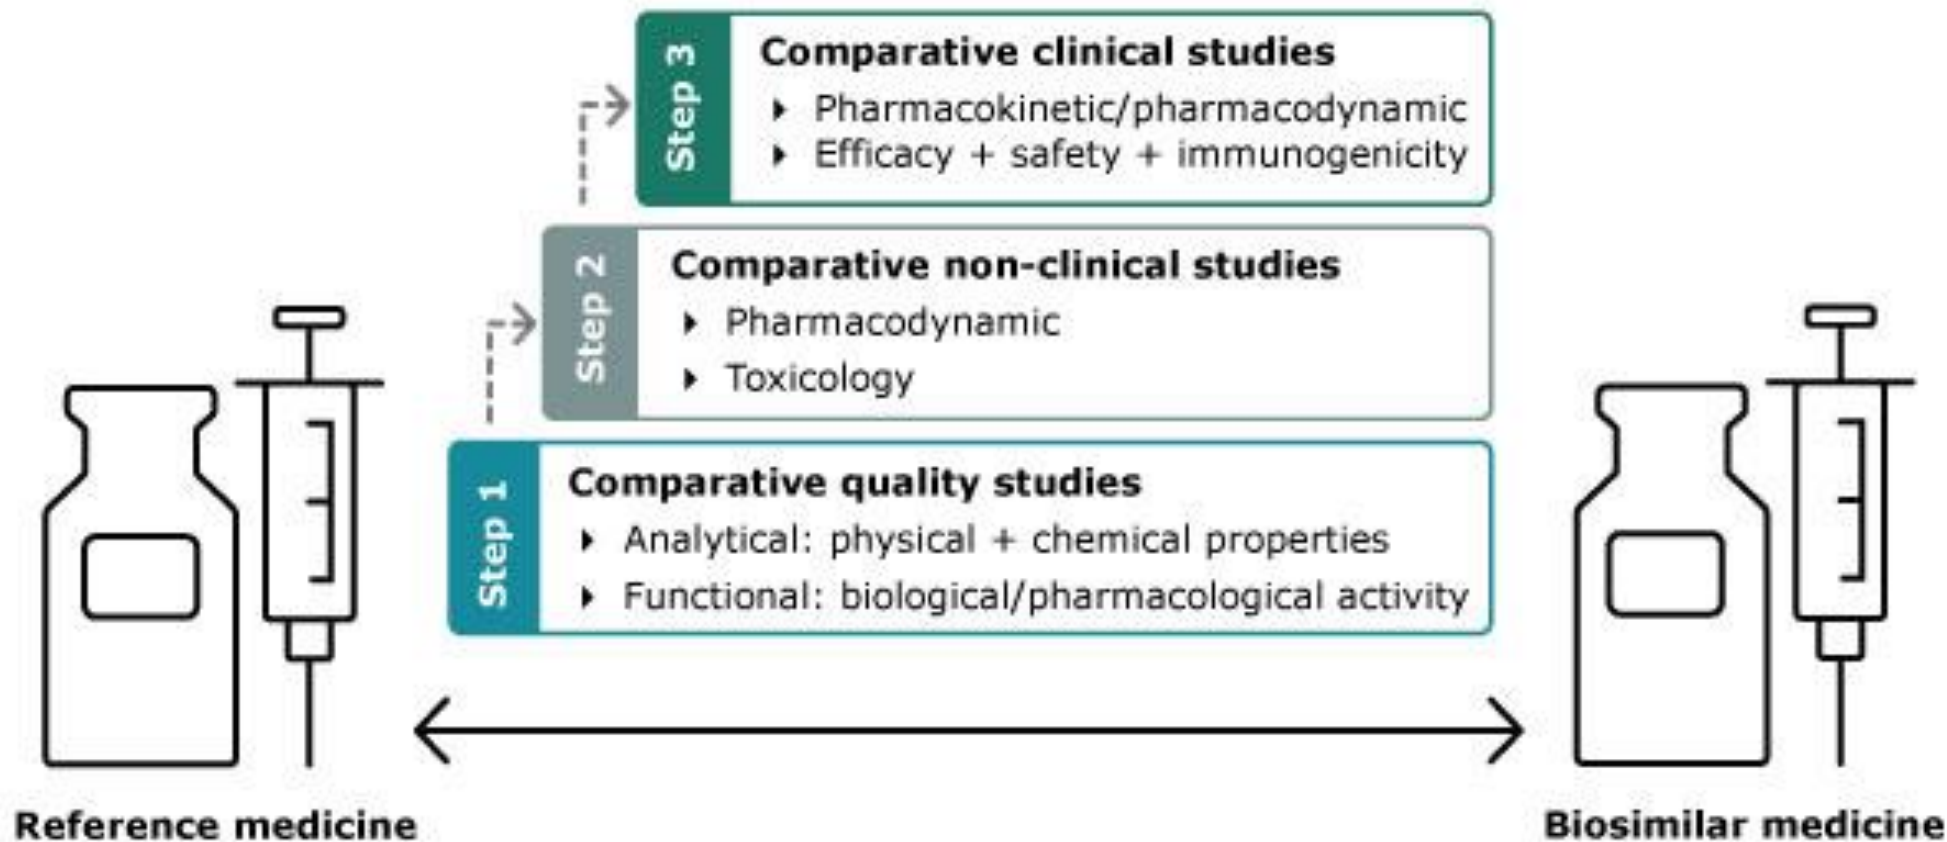 Step 3
Comparative clinical studies
Pharmacokinetic/pharmacodynamic
Efficacy + safety + immunogenicity
Step 2
Comparative non-clinical studies
Pharmacodynamic
Toxicology
Step 1
Comparative quality studies
Analytical: physical + chemical properties
Functional: biological/pharmacological activity
Reference medicine
Biosimilar medicine